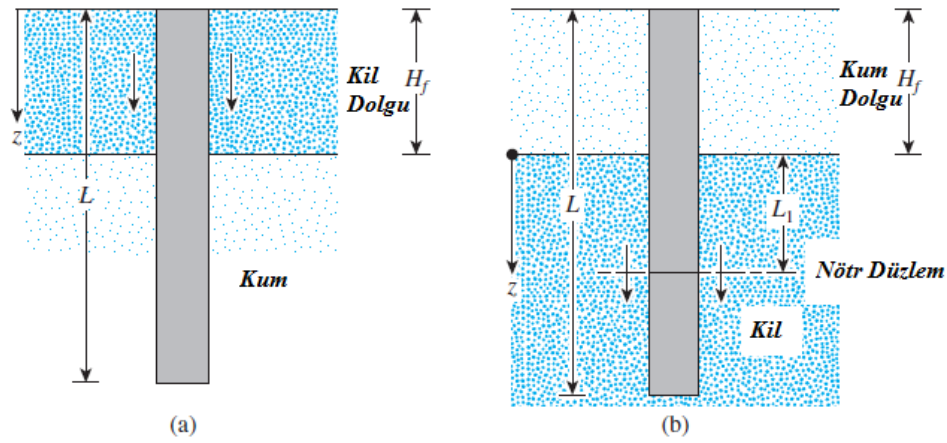 Kil
Dolgu
H_f
z
L
Kum
(a)
Kum
Dolgu
H_f
L
L_1
z
Nötr Düzlem
Kil
(b)